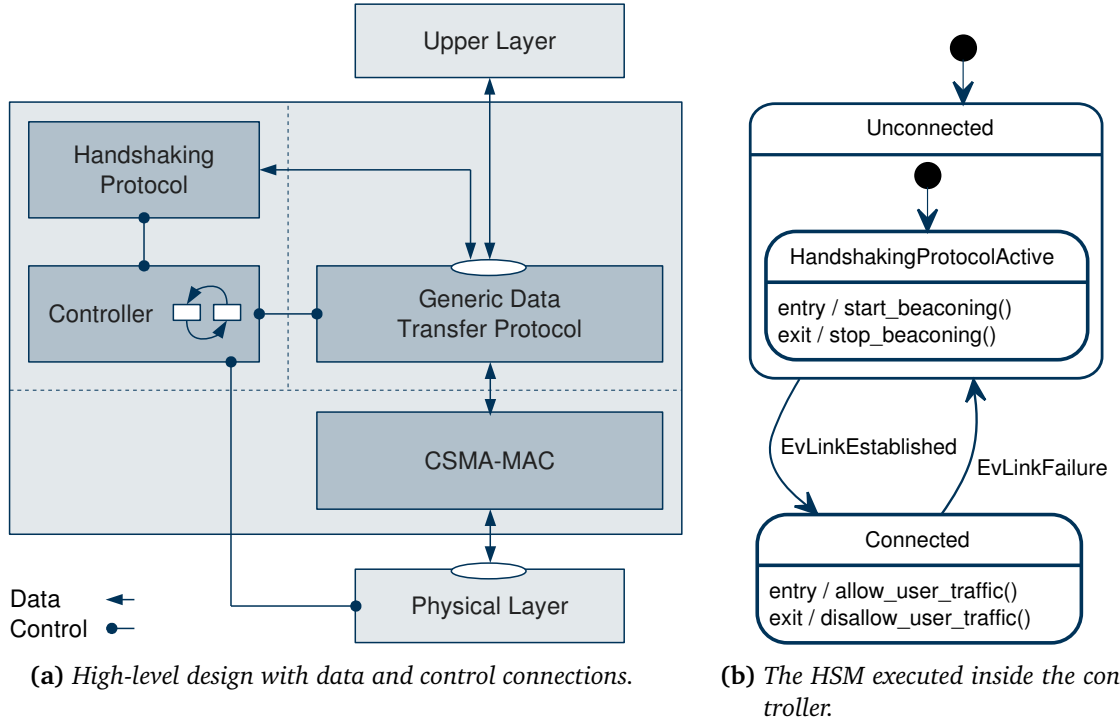 Upper Layer
Handshaking
Protocol
Controller
Generic Data
Transfer Protocol
CSMA-MAC
Physical Layer
Data
Control
(a) High-level design with data and control connections.
Unconnected
HandshakingProtocolActive
entry / start_beaconing()
exit / stop_beaconing()
EvLinkEstablished
EvLinkFailure
Connected
entry / allow_user_traffic()
exit / disallow_user_traffic()
(b) The HSM executed inside the con
troller.